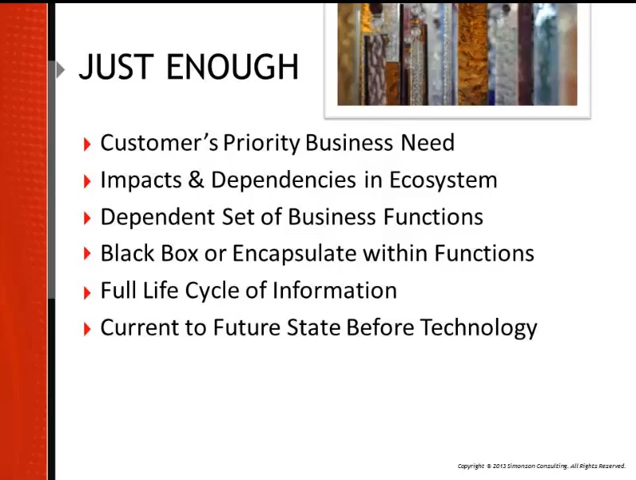 JUST ENOUGH
Customer's Priority Business Need
Impacts & Dependencies in Ecosystem
Dependent Set of Business Functions
Black Box or Encapsulate within Functions
Full Life Cycle of Information
Current to Future State Before Technology
Copyright © 2013 Simonson Consulting. All Rights Reserved.